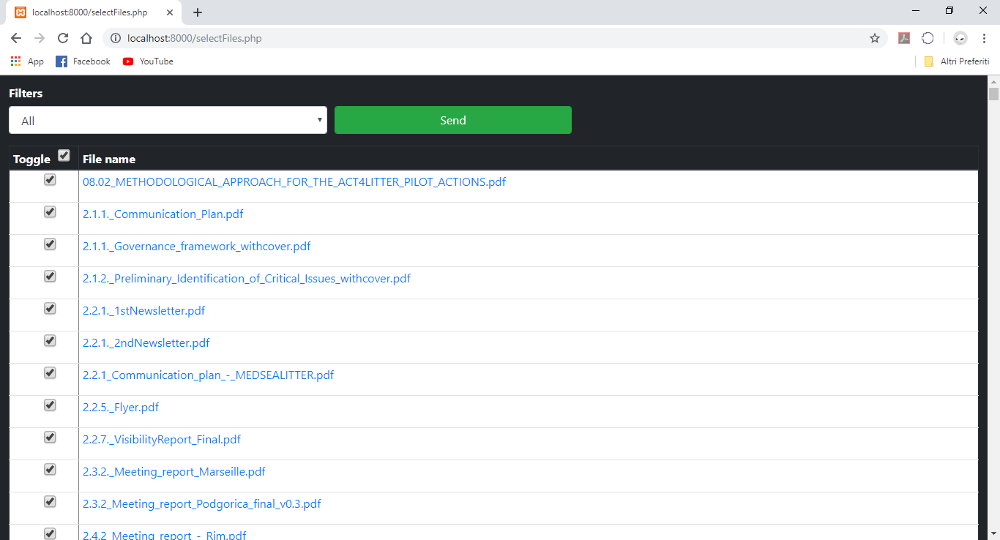 localhost:8000/selectFiles.php
localhost:8000/selectFiles.php
App Facebook YouTube Altri Preferiti
Filters
All Send
Toggle File name
08.02_METHODOLOGICAL_APPROACH_FOR_THE_ACT4LITTER_PILOT_ACTIONS.pdf
2.1.1._Communication_Plan.pdf
2.1.1._Governance_framework_withcover.pdf
2.1.2._Preliminary_Identification_of_Critical_Issues_withcover.pdf
2.2.1._1stNewsletter.pdf
2.2.1._2ndNewsletter.pdf
2.2.1_Communication_plan_-_MEDSEALITTER.pdf
2.2.5._Flyer.pdf
2.2.7._VisibilityReport_Final.pdf
2.3.2._Meeting_report_Marseille.pdf
2.3.2_Meeting_report_Podgorica_final_v0.3.pdf
2.4.2_Meeting_report_-_Rim.pdf